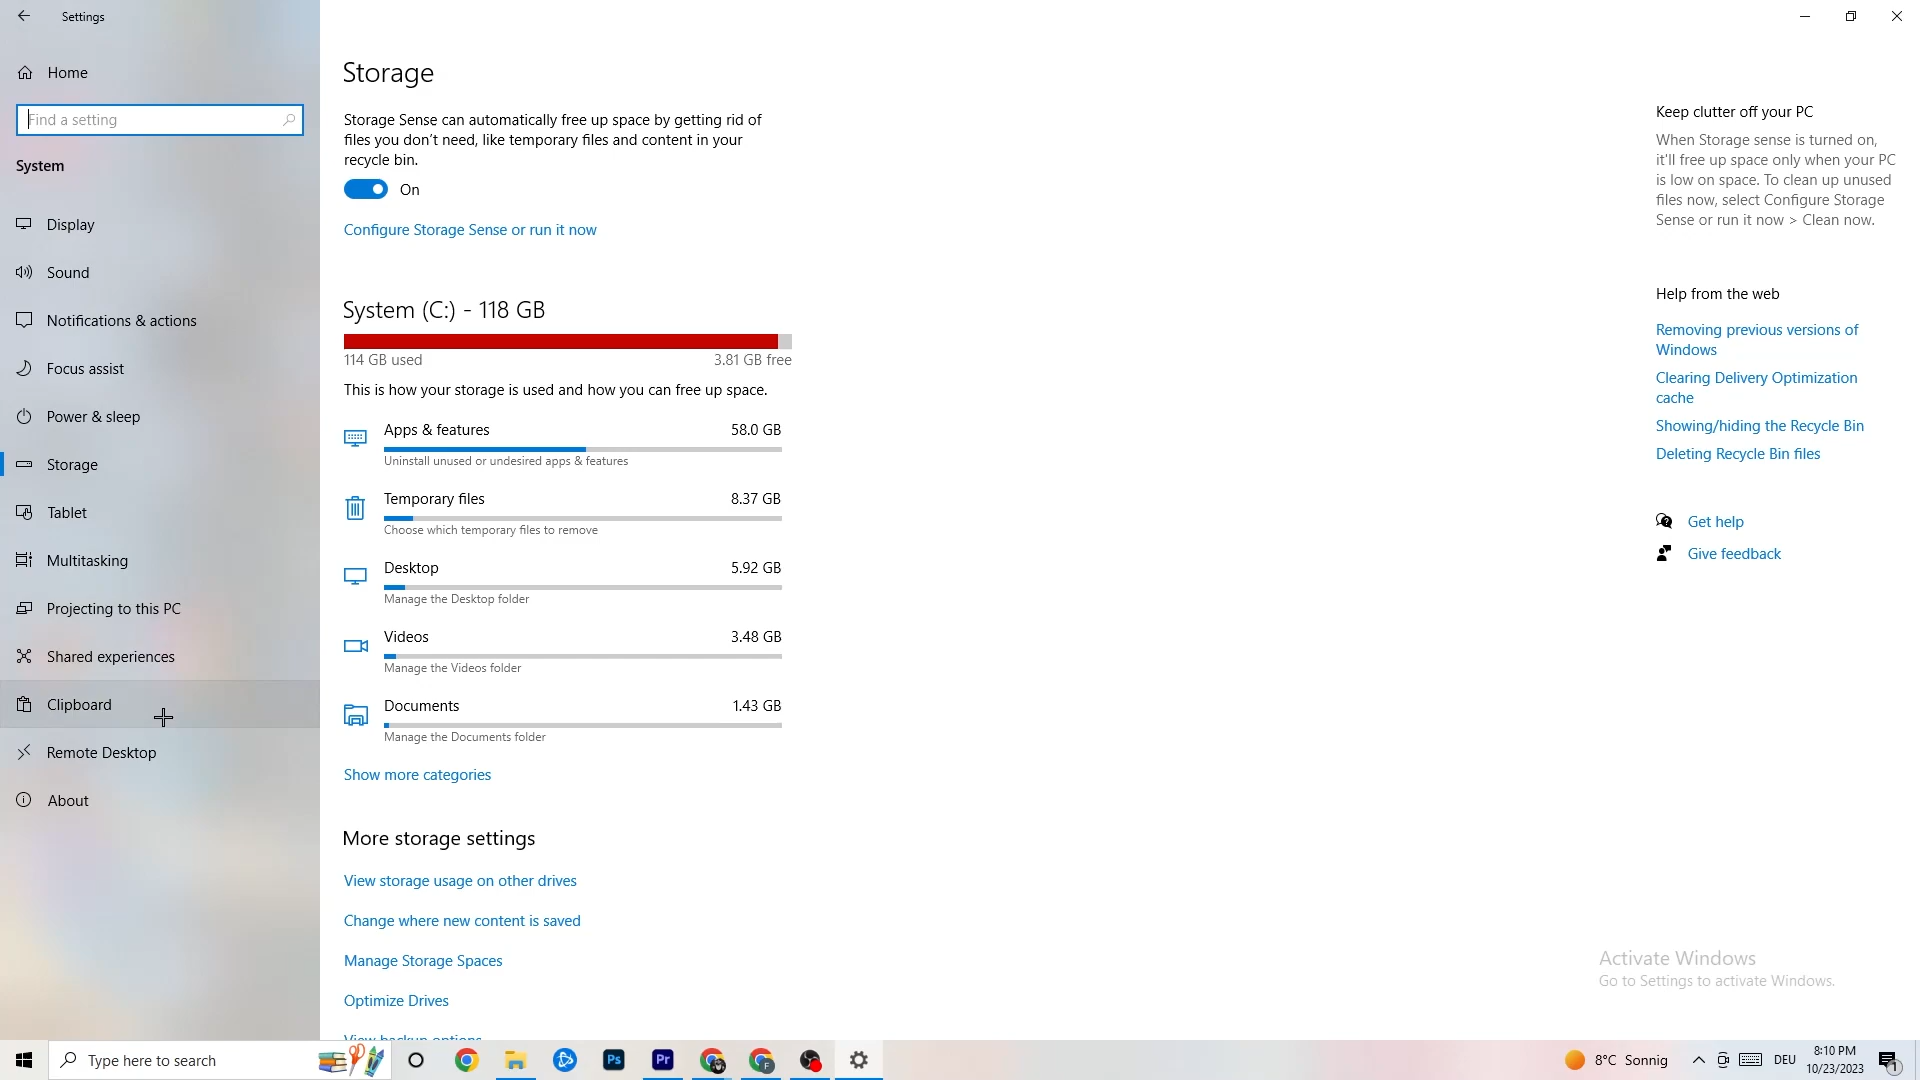 Settings
Home
Find a setting
System
Display
Sound
Notifications & actions
Focus assist
Power & sleep
Storage
Tablet
Multitasking
Projecting to this PC
Shared experiences
Clipboard
Remote Desktop
About
Storage
Storage Sense can automatically free up space by getting rid of
files you don't need, like temporary files and content in your
recycle bin.
On
Configure Storage Sense or run it now
System (C:) - 118 GB
114 GB used 3.81 GB free
This is how your storage is used and how you can free up space.
Apps & features 58.0 GB
Uninstall unused or undesired apps & features
Temporary files 8.37 GB
Choose which temporary files to remove
Desktop 5.92 GB
Manage the Desktop folder
Videos 3.48 GB
Manage the Videos folder
Documents 1.43 GB
Manage the Documents folder
Show more categories
More storage settings
View storage usage on other drives
Change where new content is saved
Manage Storage Spaces
Optimize Drives
View backup options
Keep clutter off your PC
When Storage sense is turned on,
it'll free up space only when your PC
is low on space. To clean up unused
files now, select Configure Storage
Sense or run it now > Clean now.
Help from the web
Removing previous versions of
Windows
Clearing Delivery Optimization
cache
Showing/hiding the Recycle Bin
Deleting Recycle Bin files
Get help
Give feedback
Activate Windows
Go to Settings to activate Windows.
Type here to search
Ps
Pr
F
8°C Sonnig
DEU
8:10 PM
10/23/2023
1